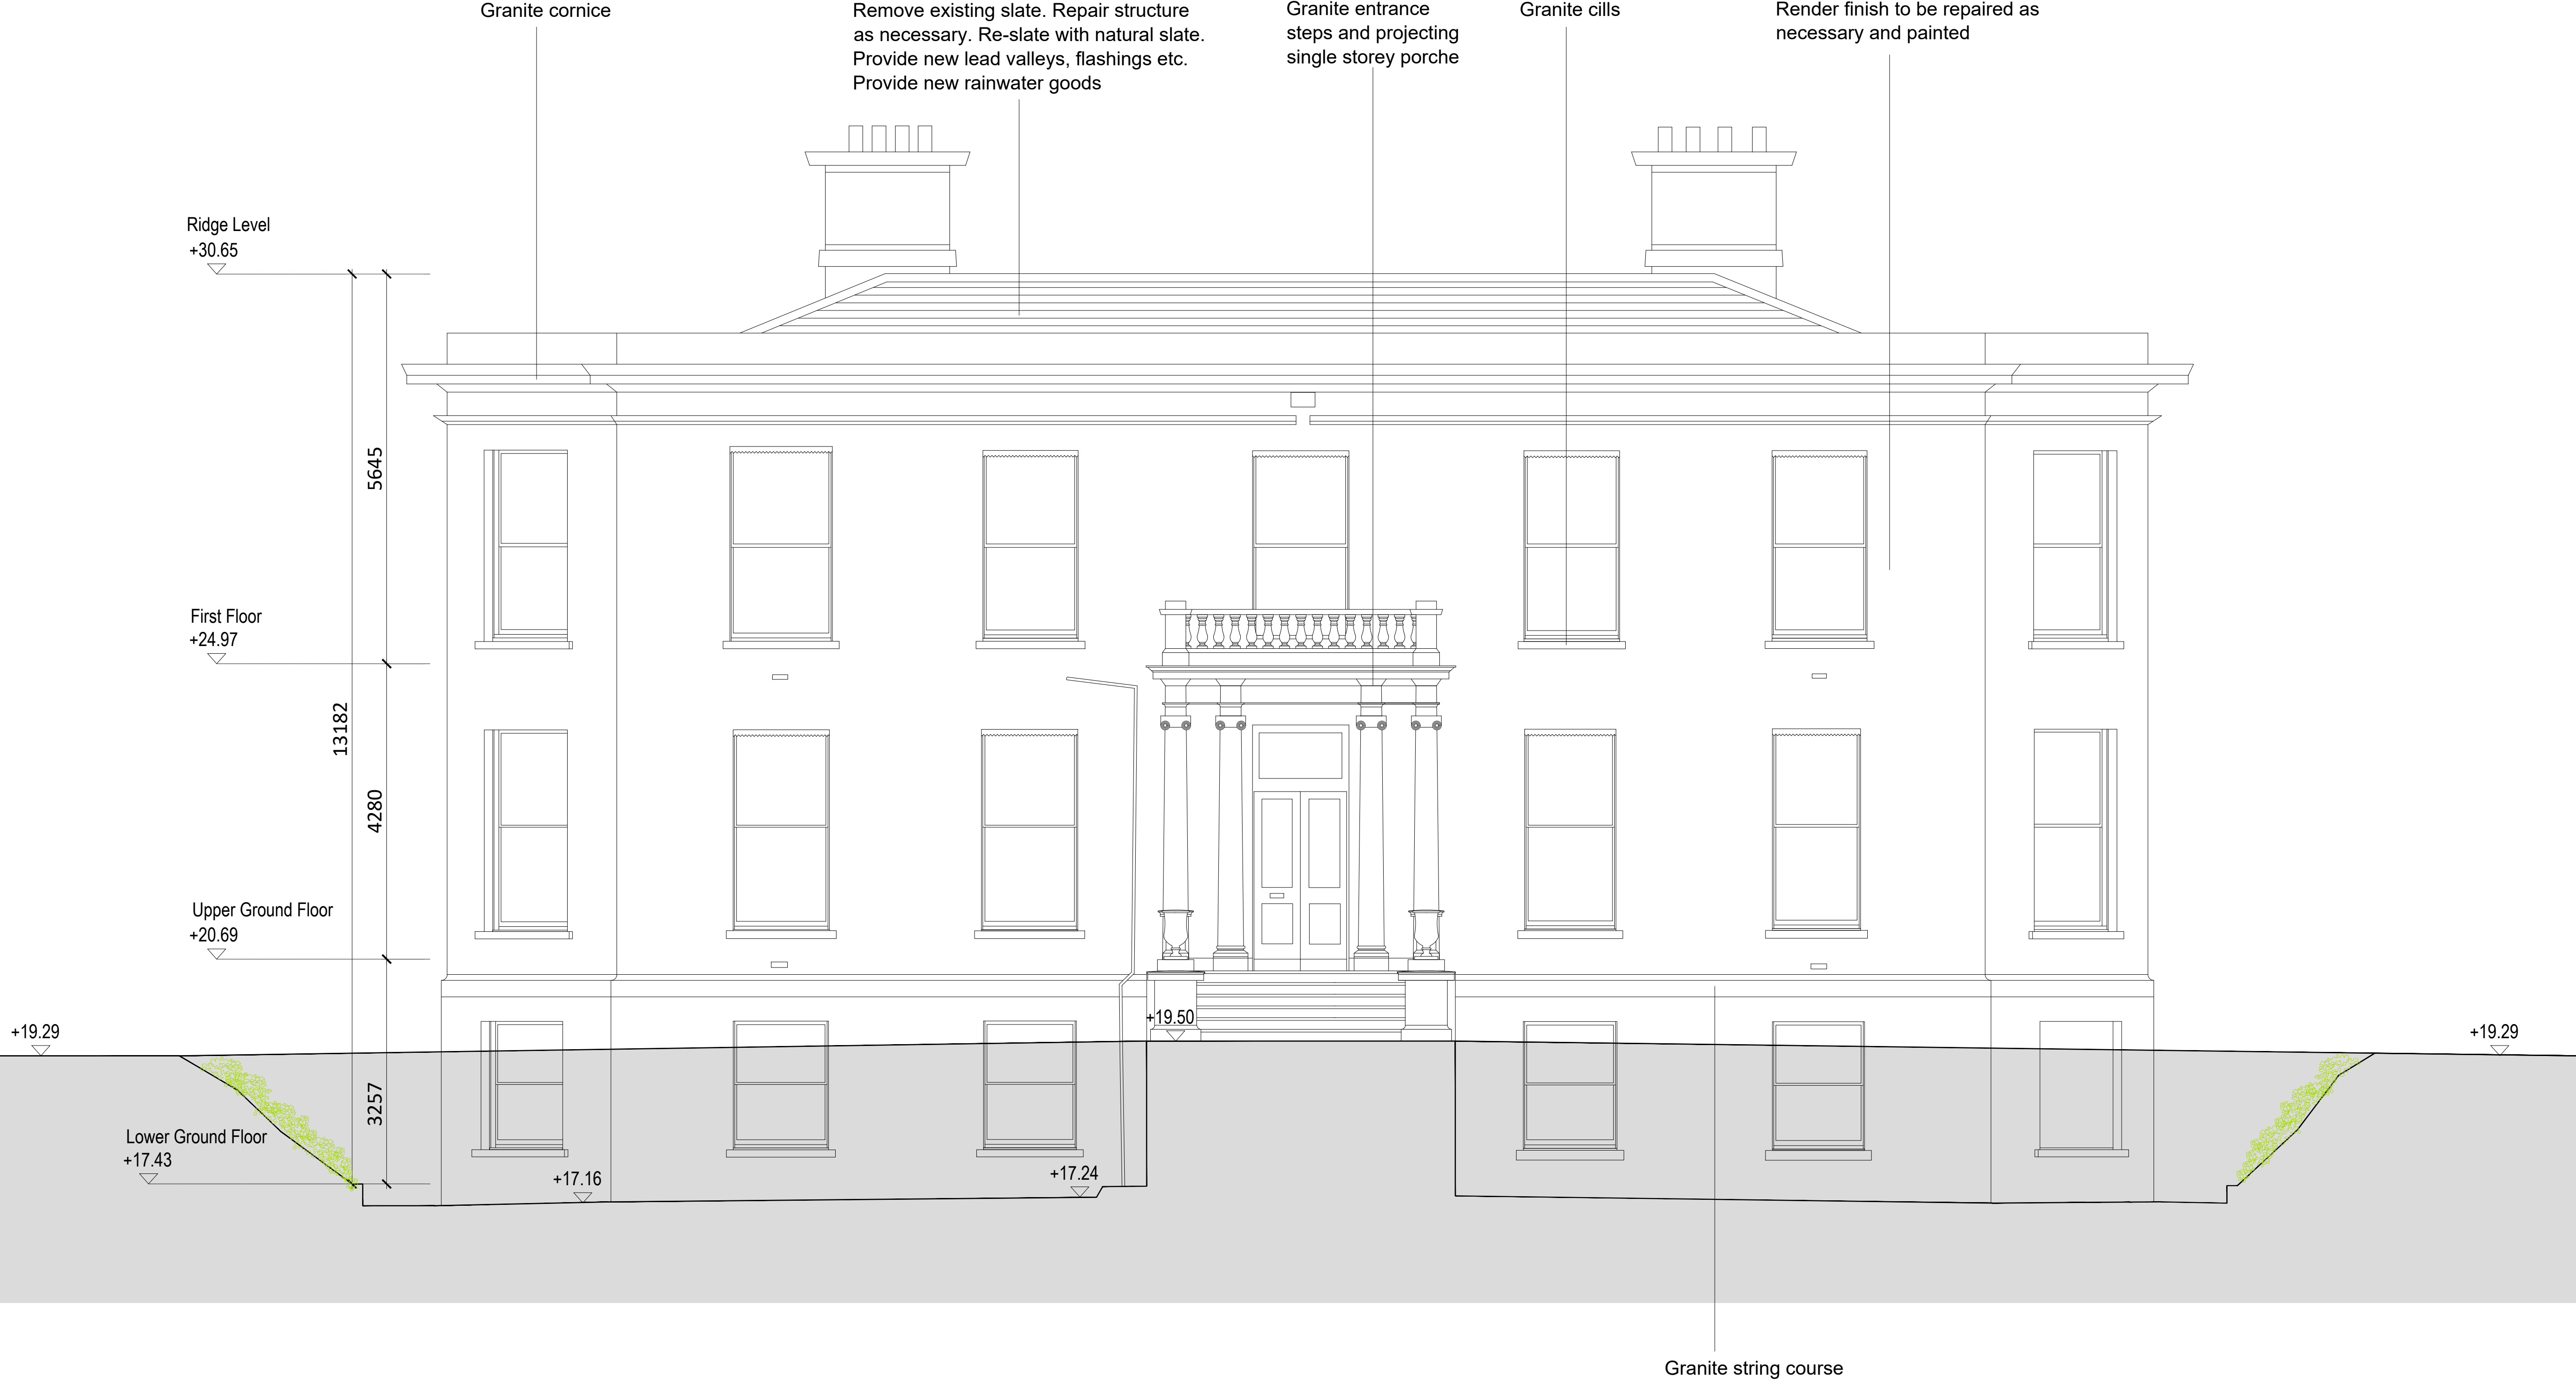 Granite cornice
Remove existing slate. Repair structure
as necessary. Re-slate with natural slate.
Provide new lead valleys, flashings etc.
Provide new rainwater goods
Granite entrance
steps and projecting
single storey porche
Granite cills
Render finish to be repaired as
necessary and painted
Ridge Level
+30.65
5645
First Floor
+24.97
13182
4280
Upper Ground Floor
+20.69
+19.29
+19.50
+19.29
3257
Lower Ground Floor
+17.43
+17.16
+17.24
Granite string course